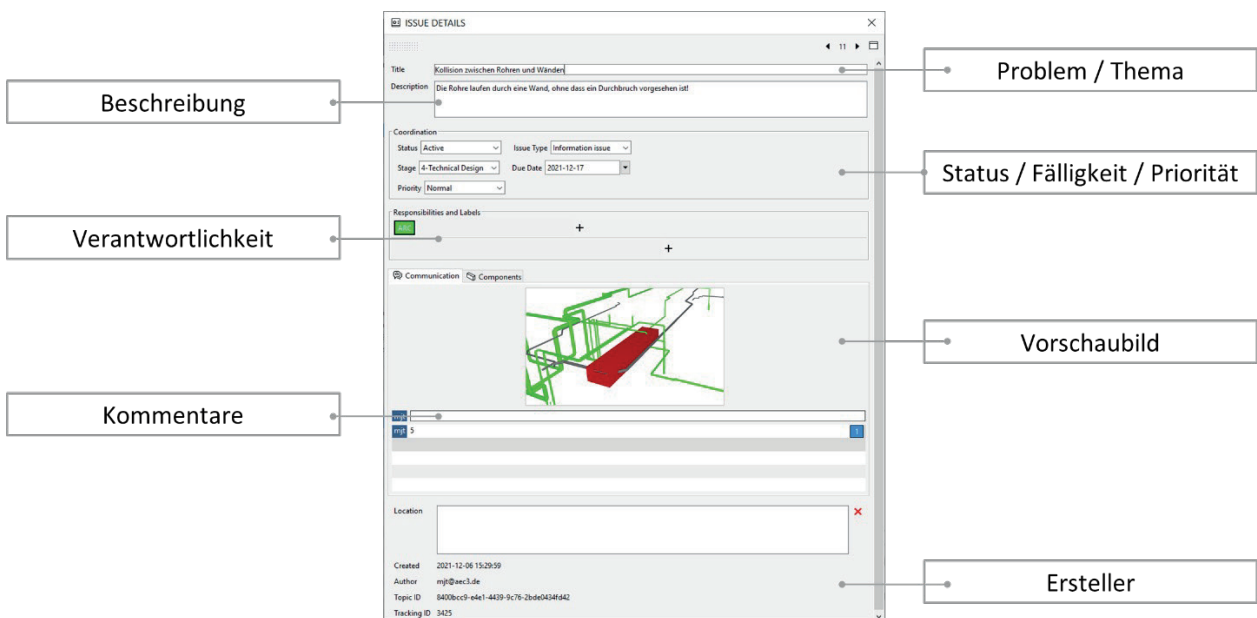 ISSUE DETAILS
11
Title Kollision zwischen Rohren und Wänden
Description Die Rohre laufen durch eine Wand, ohne dass ein Durchbruch vorgesehen ist!
Coordination
Status Active Issue Type Information issue
Stage 4-Technical Design Due Date 2021-12-17
Priority Normal
Responsibilities and Labels
ARC +
+
Communication Components
mjt
mjt 5 1
Location
Created 2021-12-06 15:29:59
Author mjt@aec3.de
Topic ID 8400bcc9-e4e1-4439-9c76-2bde0434fd42
Tracking ID 3425
Beschreibung
Verantwortlichkeit
Kommentare
Problem / Thema
Status / Fälligkeit / Priorität
Vorschaubild
Ersteller